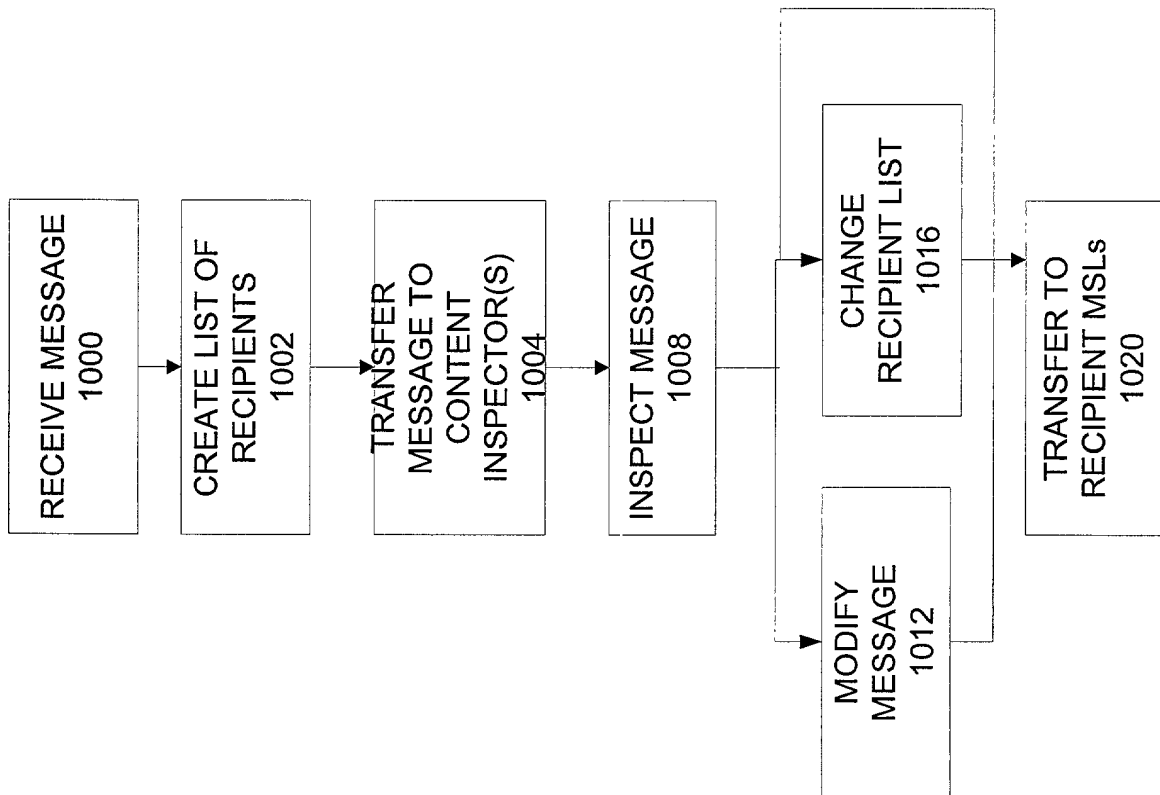 RECEIVE MESSAGE
1000
CREATE LIST OF
RECIPIENTS
1002
TRANSFER
MESSAGE TO
CONTENT
INSPECTOR(S)
1004
INSPECT MESSAGE
1008
MODIFY
MESSAGE
1012
CHANGE
RECIPIENT LIST
1016
TRANSFER TO
RECIPIENT MSLs
1020